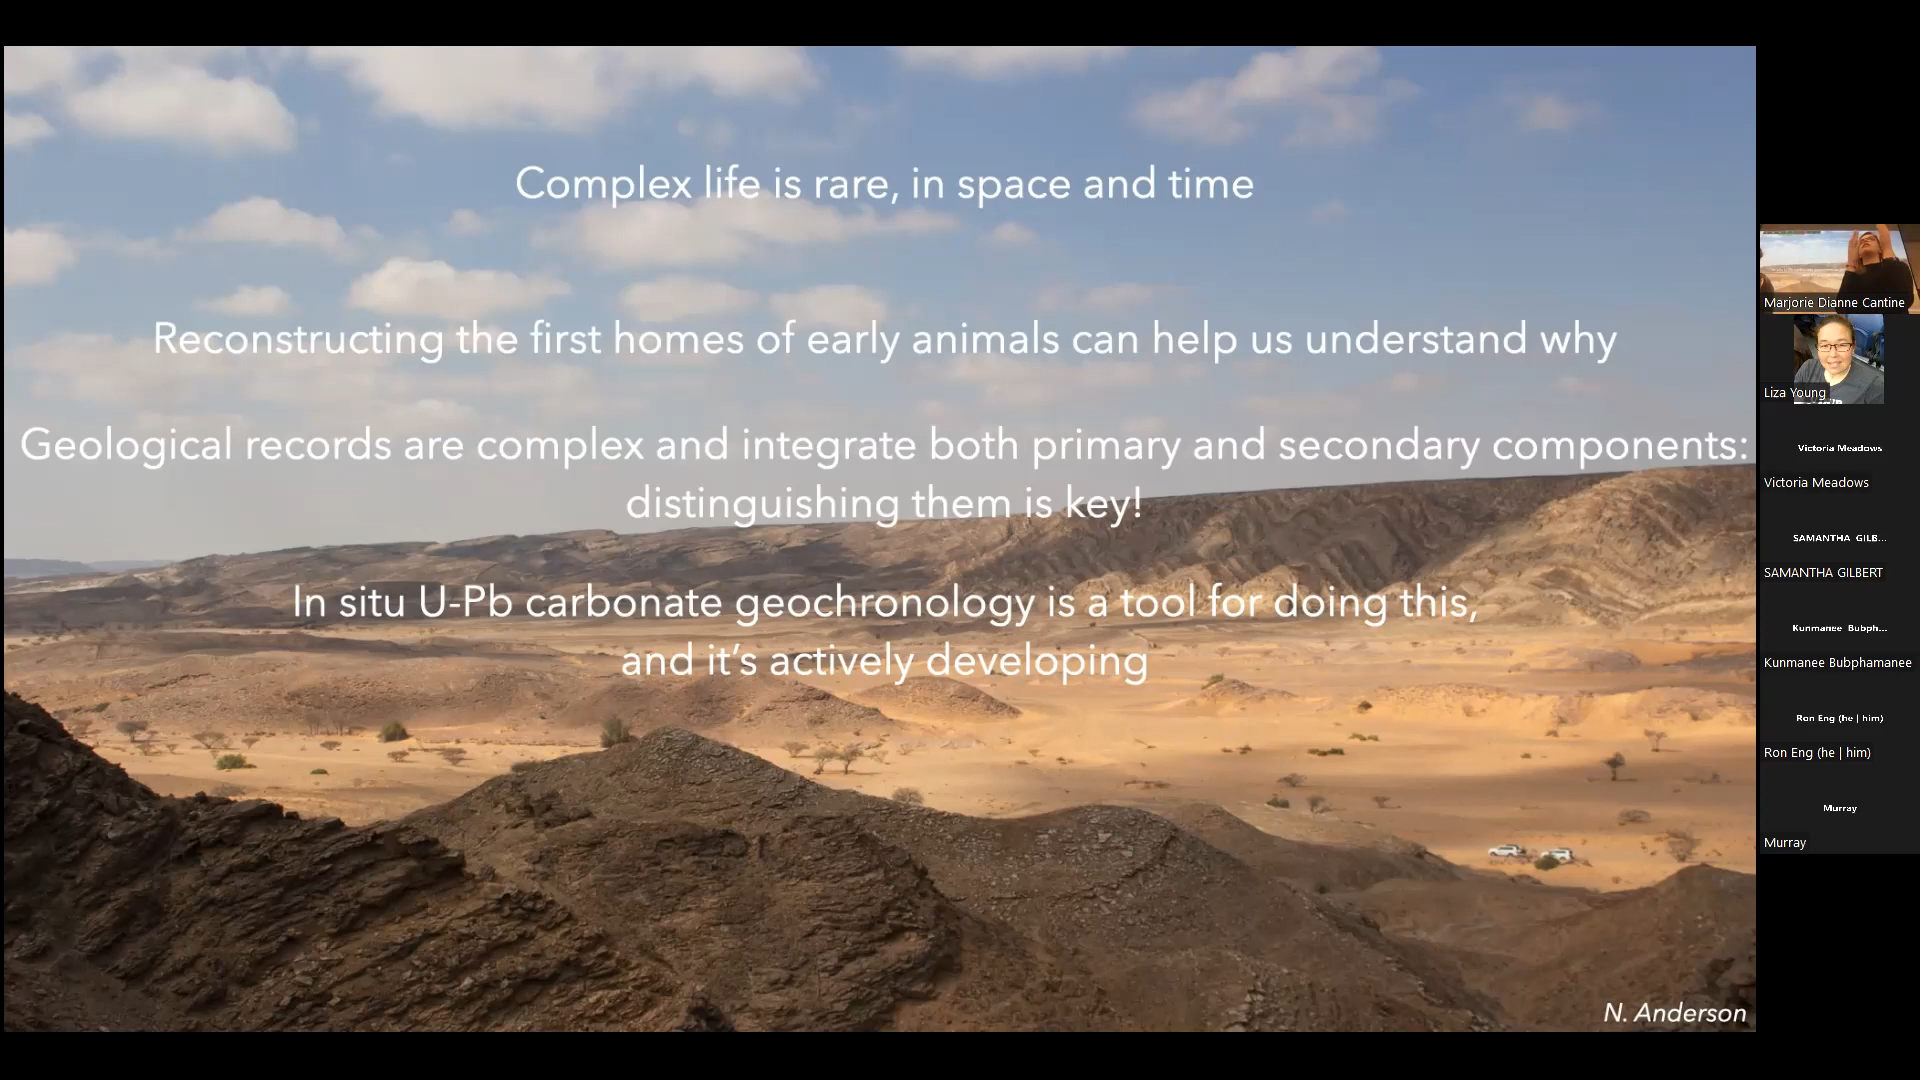 Complex life is rare, in space and time
Reconstructing the first homes of early animals can help us understand why
Geological records are complex and integrate both primary and secondary components:
distinguishing them is key!
In situ U-Pb carbonate geochronology is a tool for doing this,
and it’s actively developing
N. Anderson
Marjorie Dianne Cantine
Liza Young
Victoria Meadows
Victoria Meadows
SAMANTHA GILB...
SAMANTHA GILBERT
Kunmanee Bubph...
Kunmanee Bubphamanee
Ron Eng (he | him)
Ron Eng (he | him)
Murray
Murray